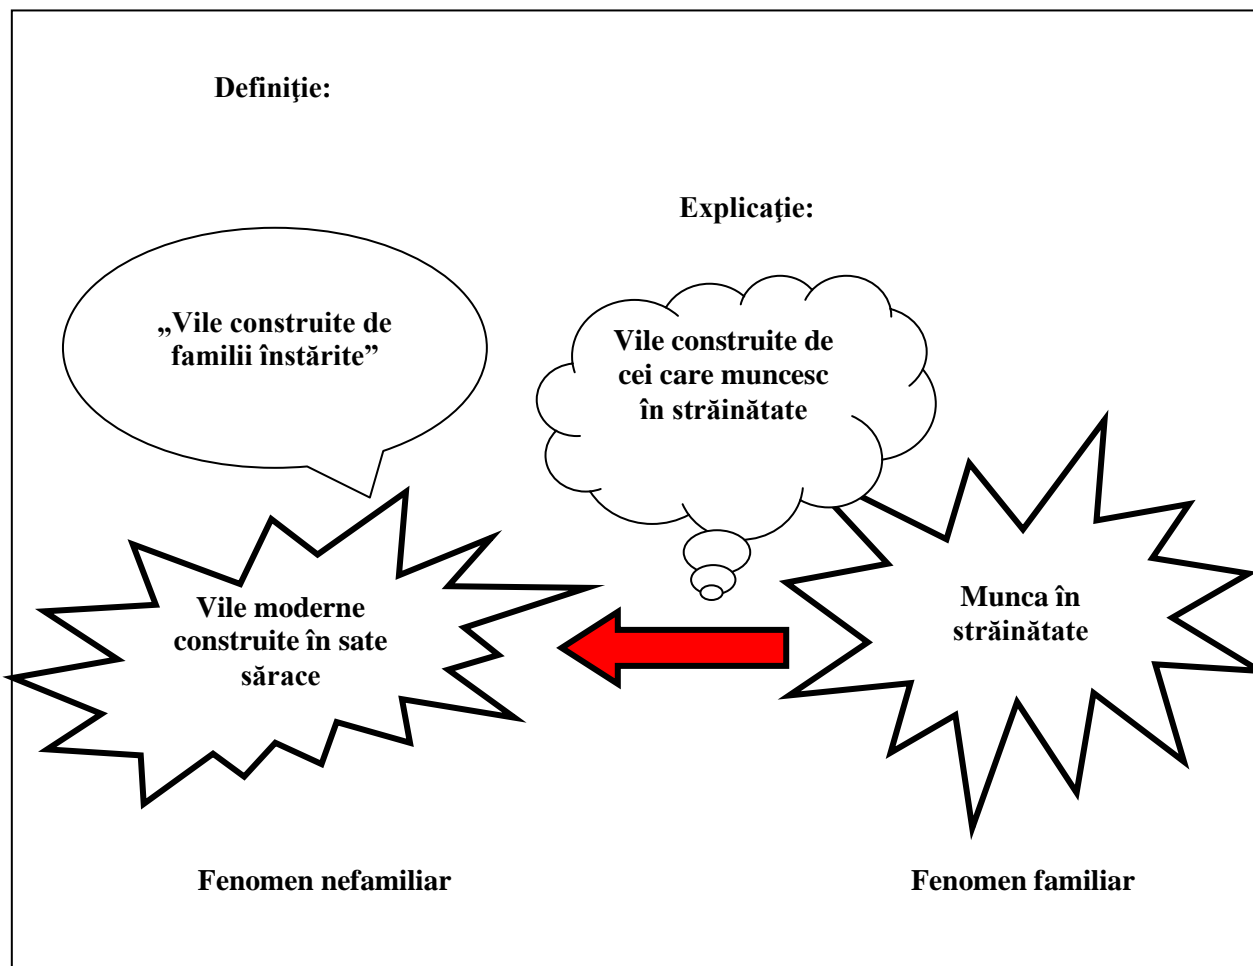 Definiţie:
Explicaţie:
„Vile construite de
familii înstărite”
Vile construite de
cei care muncesc
în străinătate
Vile moderne
construite în sate
sărace
Munca în
străinătate
Fenomen nefamiliar
Fenomen familiar